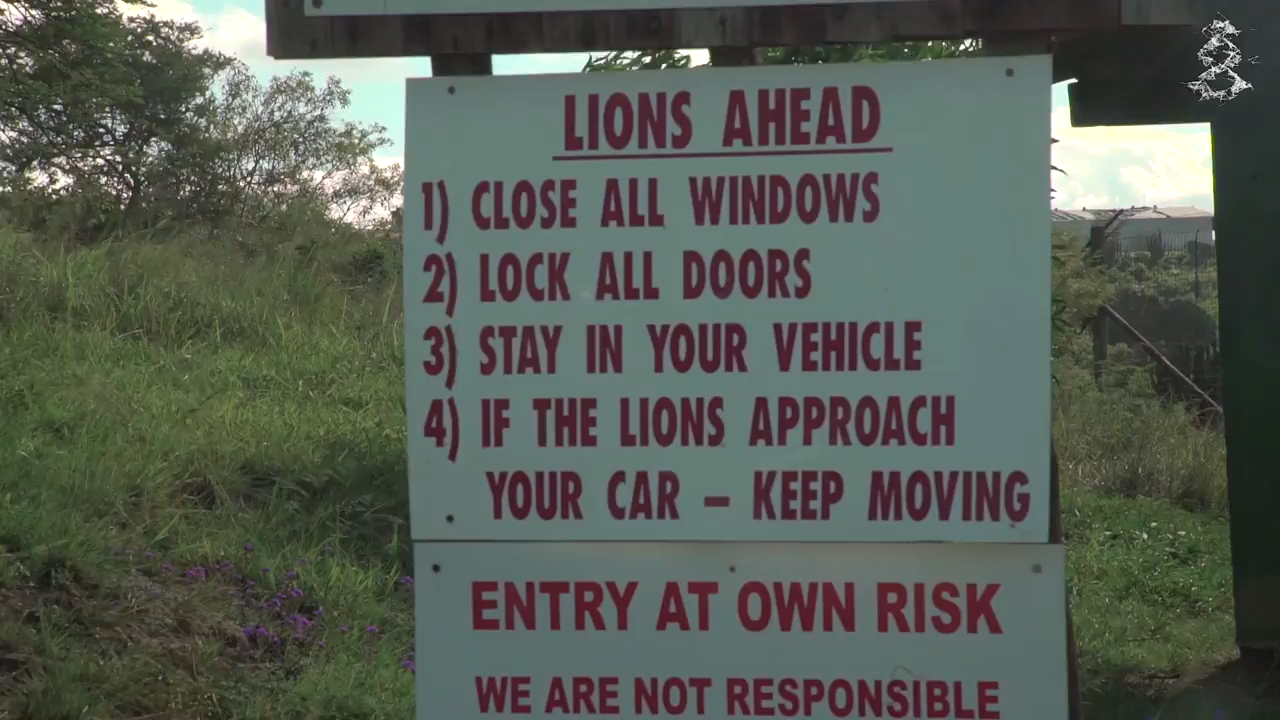 LIONS AHEAD
1) CLOSE ALL WINDOWS
2) LOCK ALL DOORS
3) STAY IN YOUR VEHICLE
4) IF THE LIONS APPROACH
YOUR CAR – KEEP MOVING
ENTRY AT OWN RISK
WE ARE NOT RESPONSIBLE